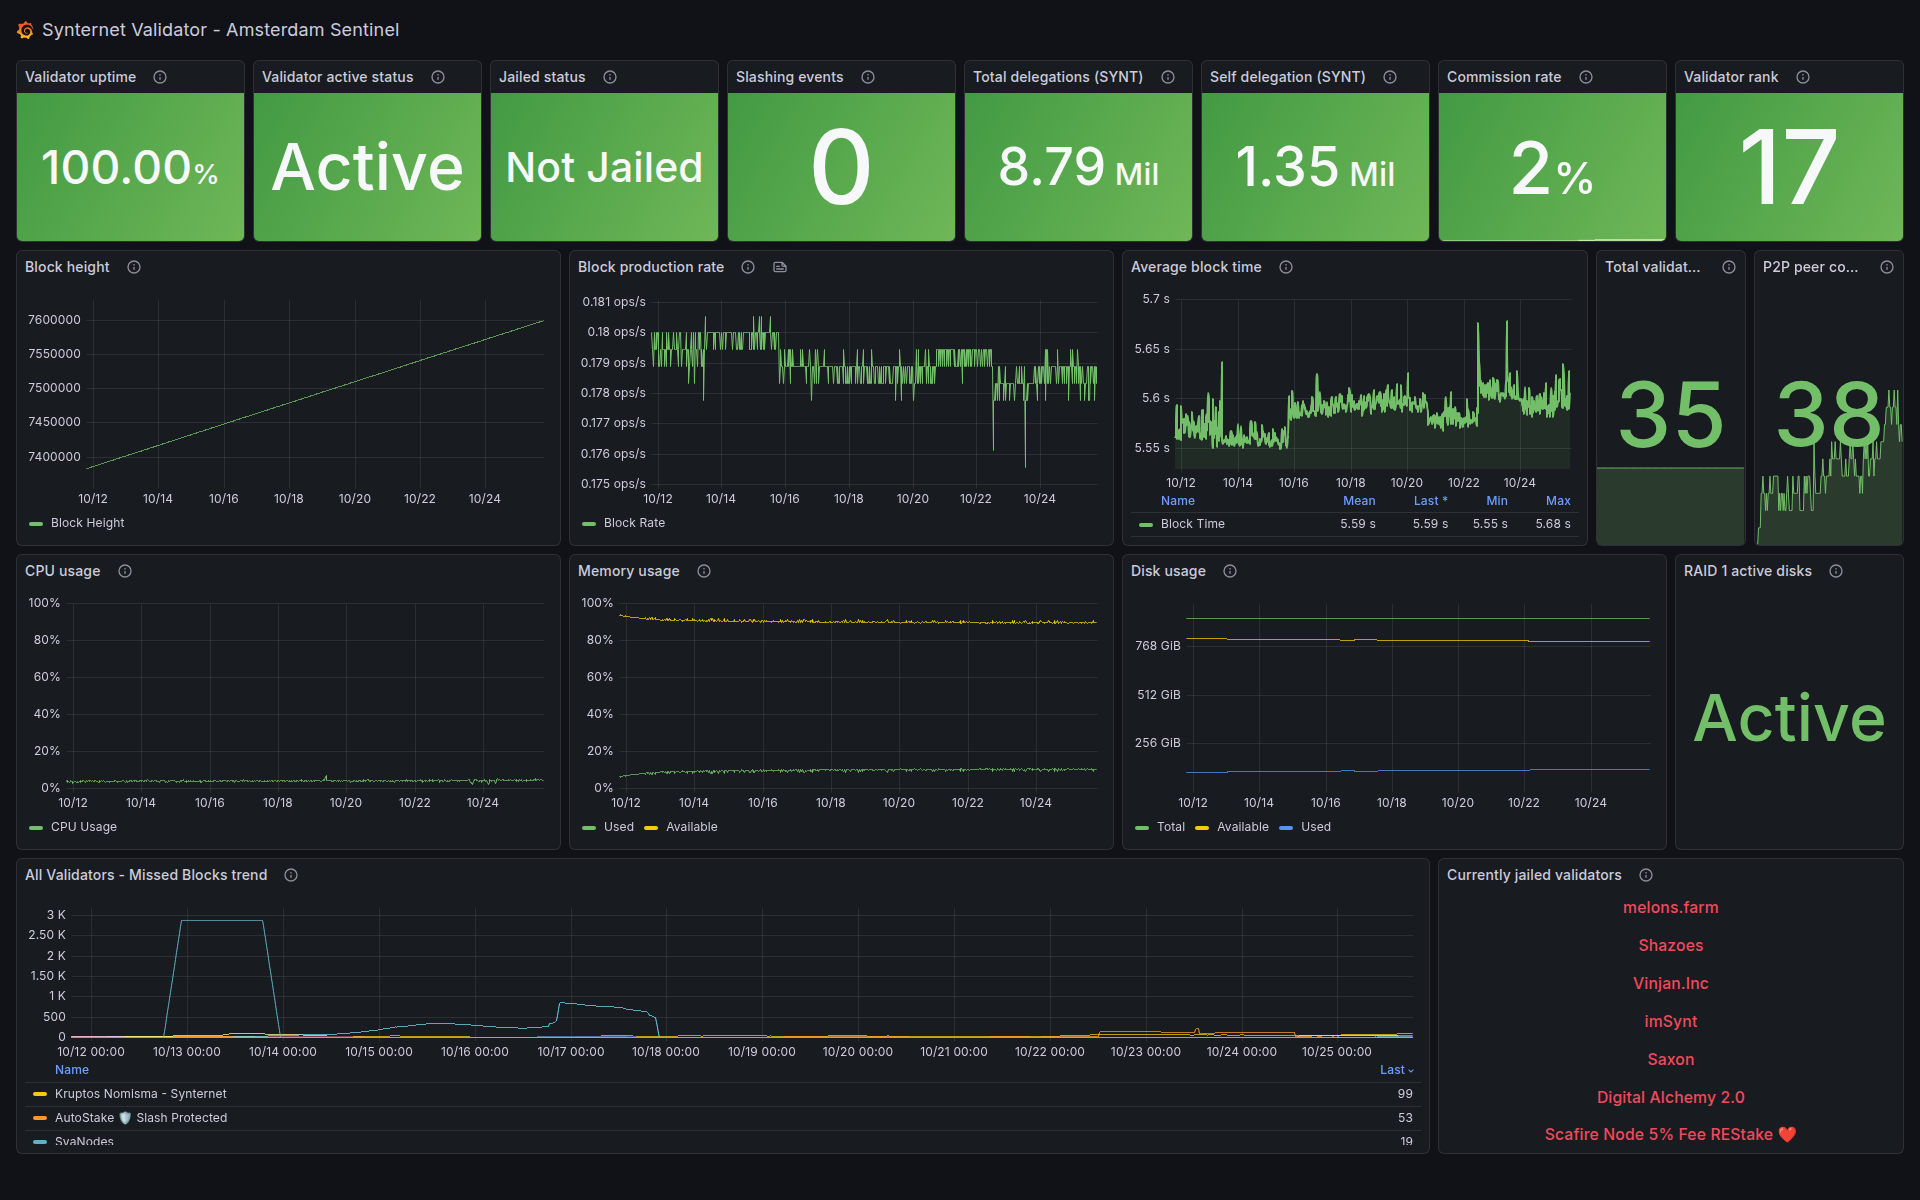 Synternet Validator - Amsterdam Sentinel
Validator uptime
100.00%
Validator active status
Active
Jailed status
Not Jailed
Slashing events
0
Total delegations (SYNT)
8.79 Mil
Self delegation (SYNT)
1.35 Mil
Commission rate
2%
Validator rank
17
Block height
7600000
7550000
7500000
7450000
7400000
10/12 10/14 10/16 10/18 10/20 10/22 10/24
Block Height
Block production rate
0.181 ops/s
0.18 ops/s
0.179 ops/s
0.178 ops/s
0.177 ops/s
0.176 ops/s
0.175 ops/s
10/12 10/14 10/16 10/18 10/20 10/22 10/24
Block Rate
Average block time
5.7 s
5.65 s
5.6 s
5.55 s
10/12 10/14 10/16 10/18 10/20 10/22 10/24
Name Mean Last * Min Max
Block Time 5.59 s 5.59 s 5.55 s 5.68 s
Total validat...
35
P2P peer co...
38
CPU usage
100%
80%
60%
40%
20%
0%
10/12 10/14 10/16 10/18 10/20 10/22 10/24
CPU Usage
Memory usage
100%
80%
60%
40%
20%
0%
10/12 10/14 10/16 10/18 10/20 10/22 10/24
Used Available
Disk usage
768 GiB
512 GiB
256 GiB
10/12 10/14 10/16 10/18 10/20 10/22 10/24
Total Available Used
RAID 1 active disks
Active
All Validators - Missed Blocks trend
3 K
2.50 K
2 K
1.50 K
1 K
500
0
10/12 00:00 10/13 00:00 10/14 00:00 10/15 00:00 10/16 00:00 10/17 00:00 10/18 00:00 10/19 00:00 10/20 00:00 10/21 00:00 10/22 00:00 10/23 00:00 10/24 00:00 10/25 00:00
Name Last
Kruptos Nomisma - Synternet 99
AutoStake 🛡️ Slash Protected 53
SvaNodes 19
Currently jailed validators
melons.farm
Shazoes
Vinjan.Inc
imSynt
Saxon
Digital Alchemy 2.0
Scafire Node 5% Fee REStake ❤️